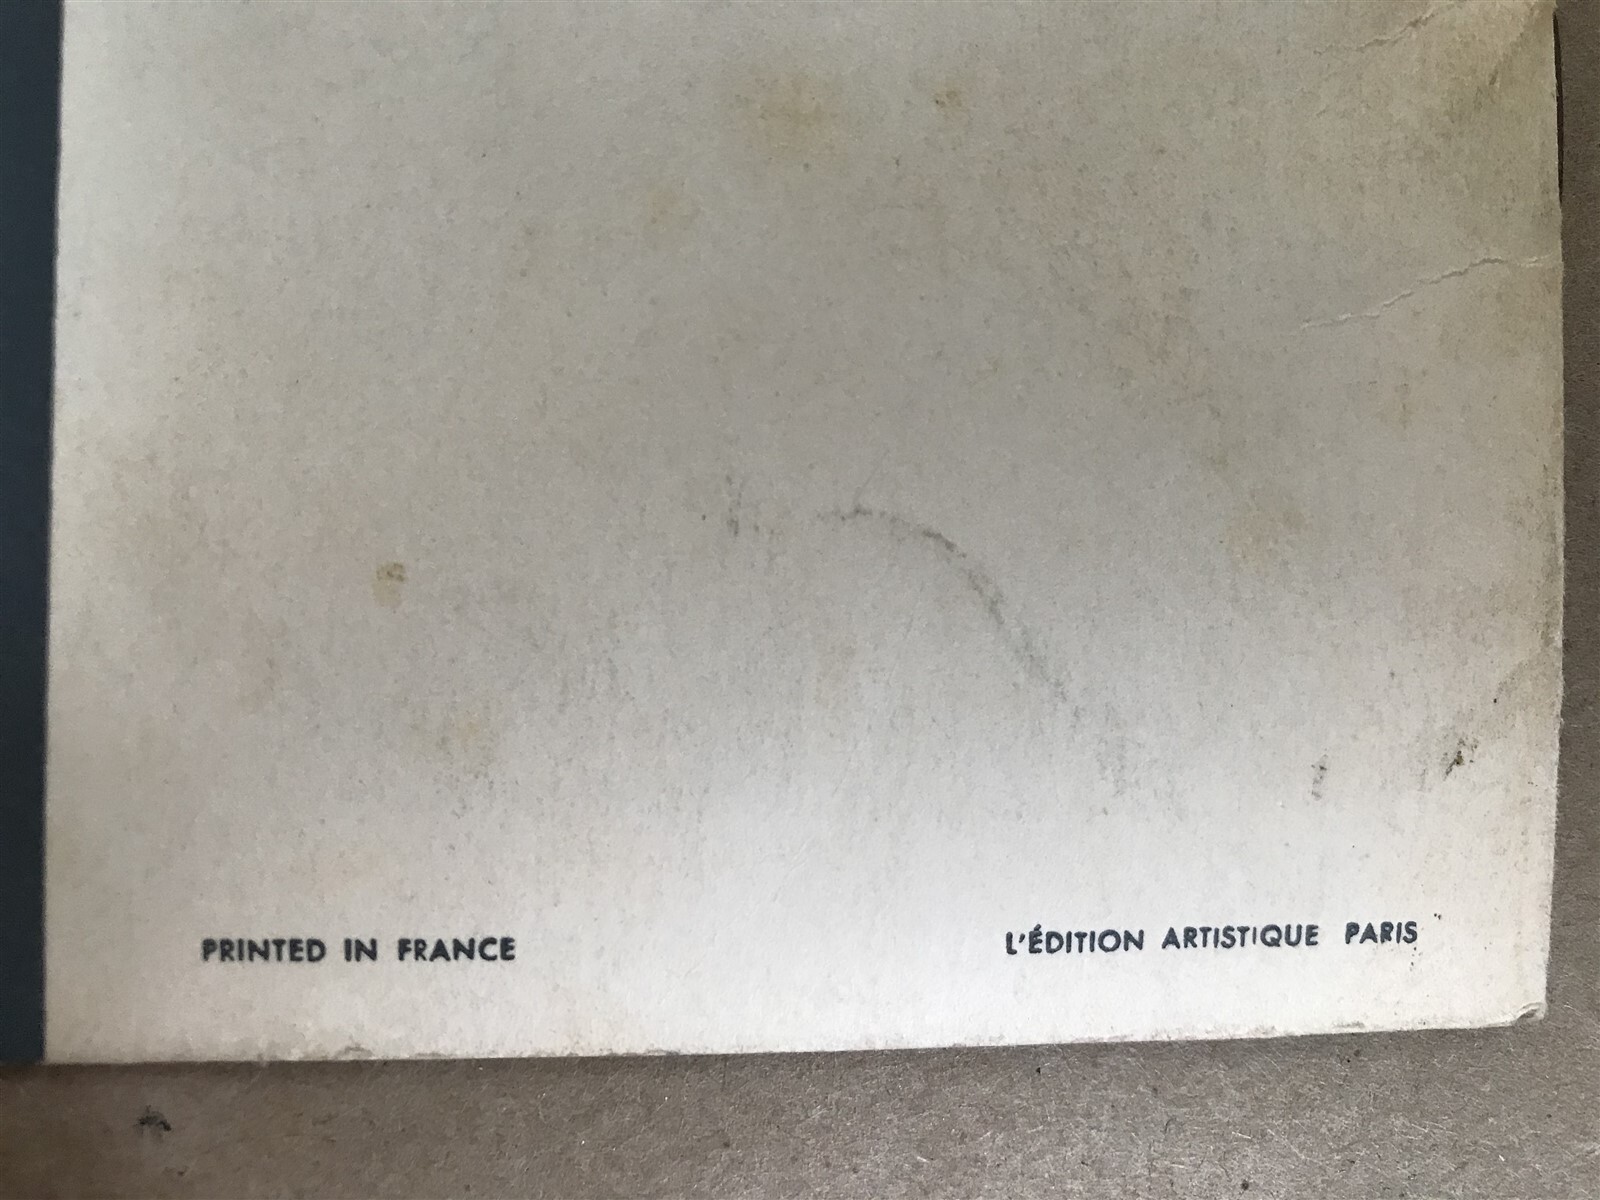 PRINTED IN FRANCE
L'ÉDITION ARTISTIQUE PARIS